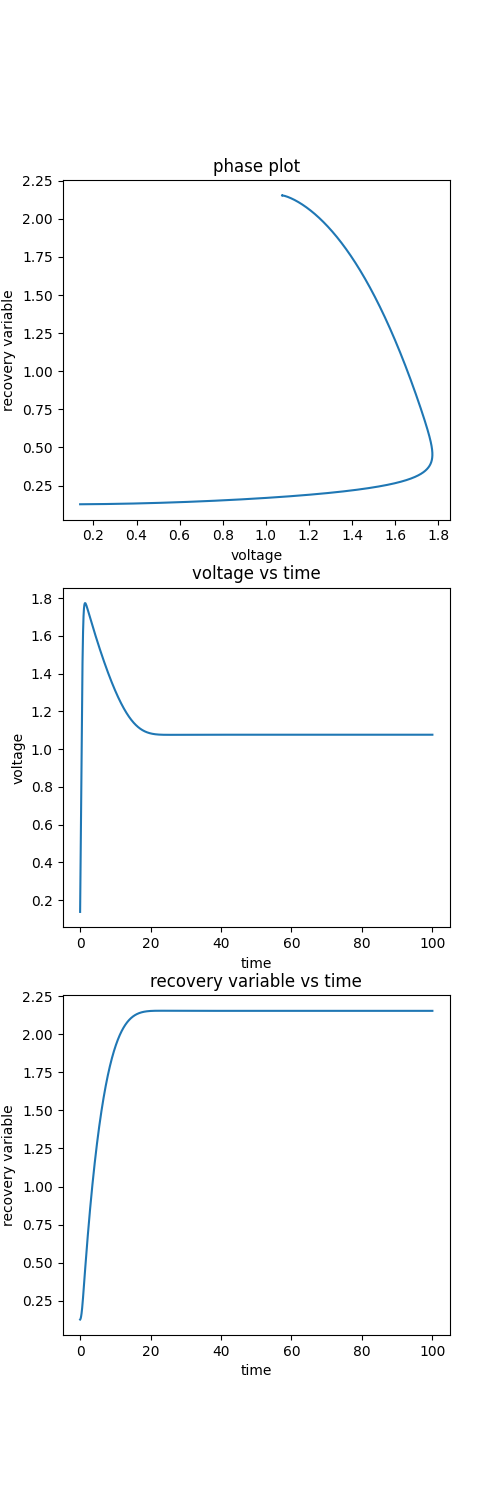 phase plot
2.25
2.00
1.75
1.50
1.25
1.00
0.75
0.50
0.25
recovery variable
0.2 0.4 0.6 0.8 1.0 1.2 1.4 1.6 1.8
voltage
voltage vs time
1.8
1.6
1.4
1.2
1.0
0.8
0.6
0.4
0.2
voltage
0 20 40 60 80 100
time
recovery variable vs time
2.25
2.00
1.75
1.50
1.25
1.00
0.75
0.50
0.25
recovery variable
0 20 40 60 80 100
time